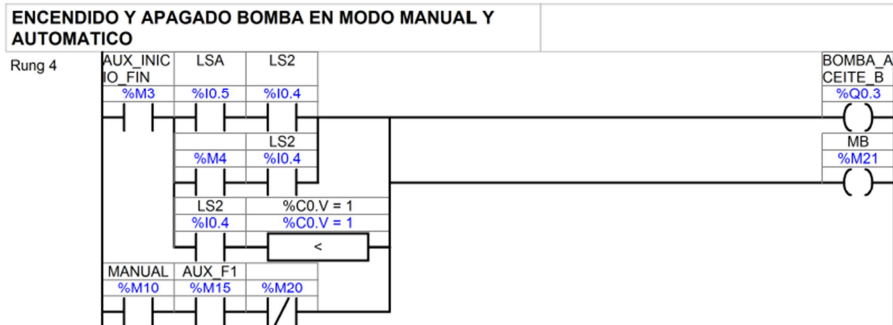 ENCENDIDO Y APAGADO BOMBA EN MODO MANUAL Y
AUTOMATICO
Rung 4
AUX_INIC
IO_FIN
%M3
LSA
%I0.5
LS2
%I0.4
BOMBA_A
CEITE_B
%Q0.3
%M4
LS2
%I0.4
MB
%M21
LS2
%I0.4
%C0.V = 1
%C0.V = 1
<
MANUAL
%M10
AUX_F1
%M15
%M20